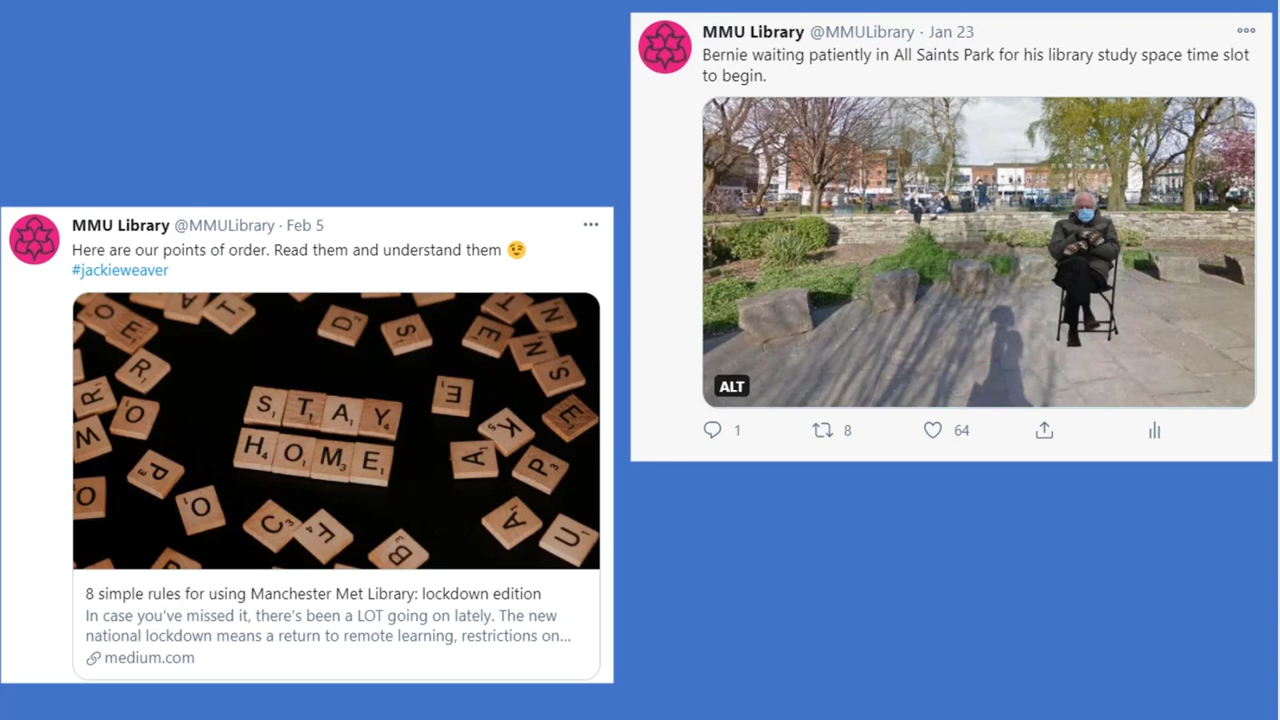 MMU Library @MMULibrary · Jan 23
Bernie waiting patiently in All Saints Park for his library study space time slot
to begin.
ALT
1 8 64
MMU Library @MMULibrary · Feb 5
Here are our points of order. Read them and understand them 😉
#jackieweaver
O E A T D S E T N
R N S
R O E E
W K
S T A Y
H O M E
P A P
O O C F B A U
8 simple rules for using Manchester Met Library: lockdown edition
In case you’ve missed it, there’s been a LOT going on lately. The new
national lockdown means a return to remote learning, restrictions on...
medium.com